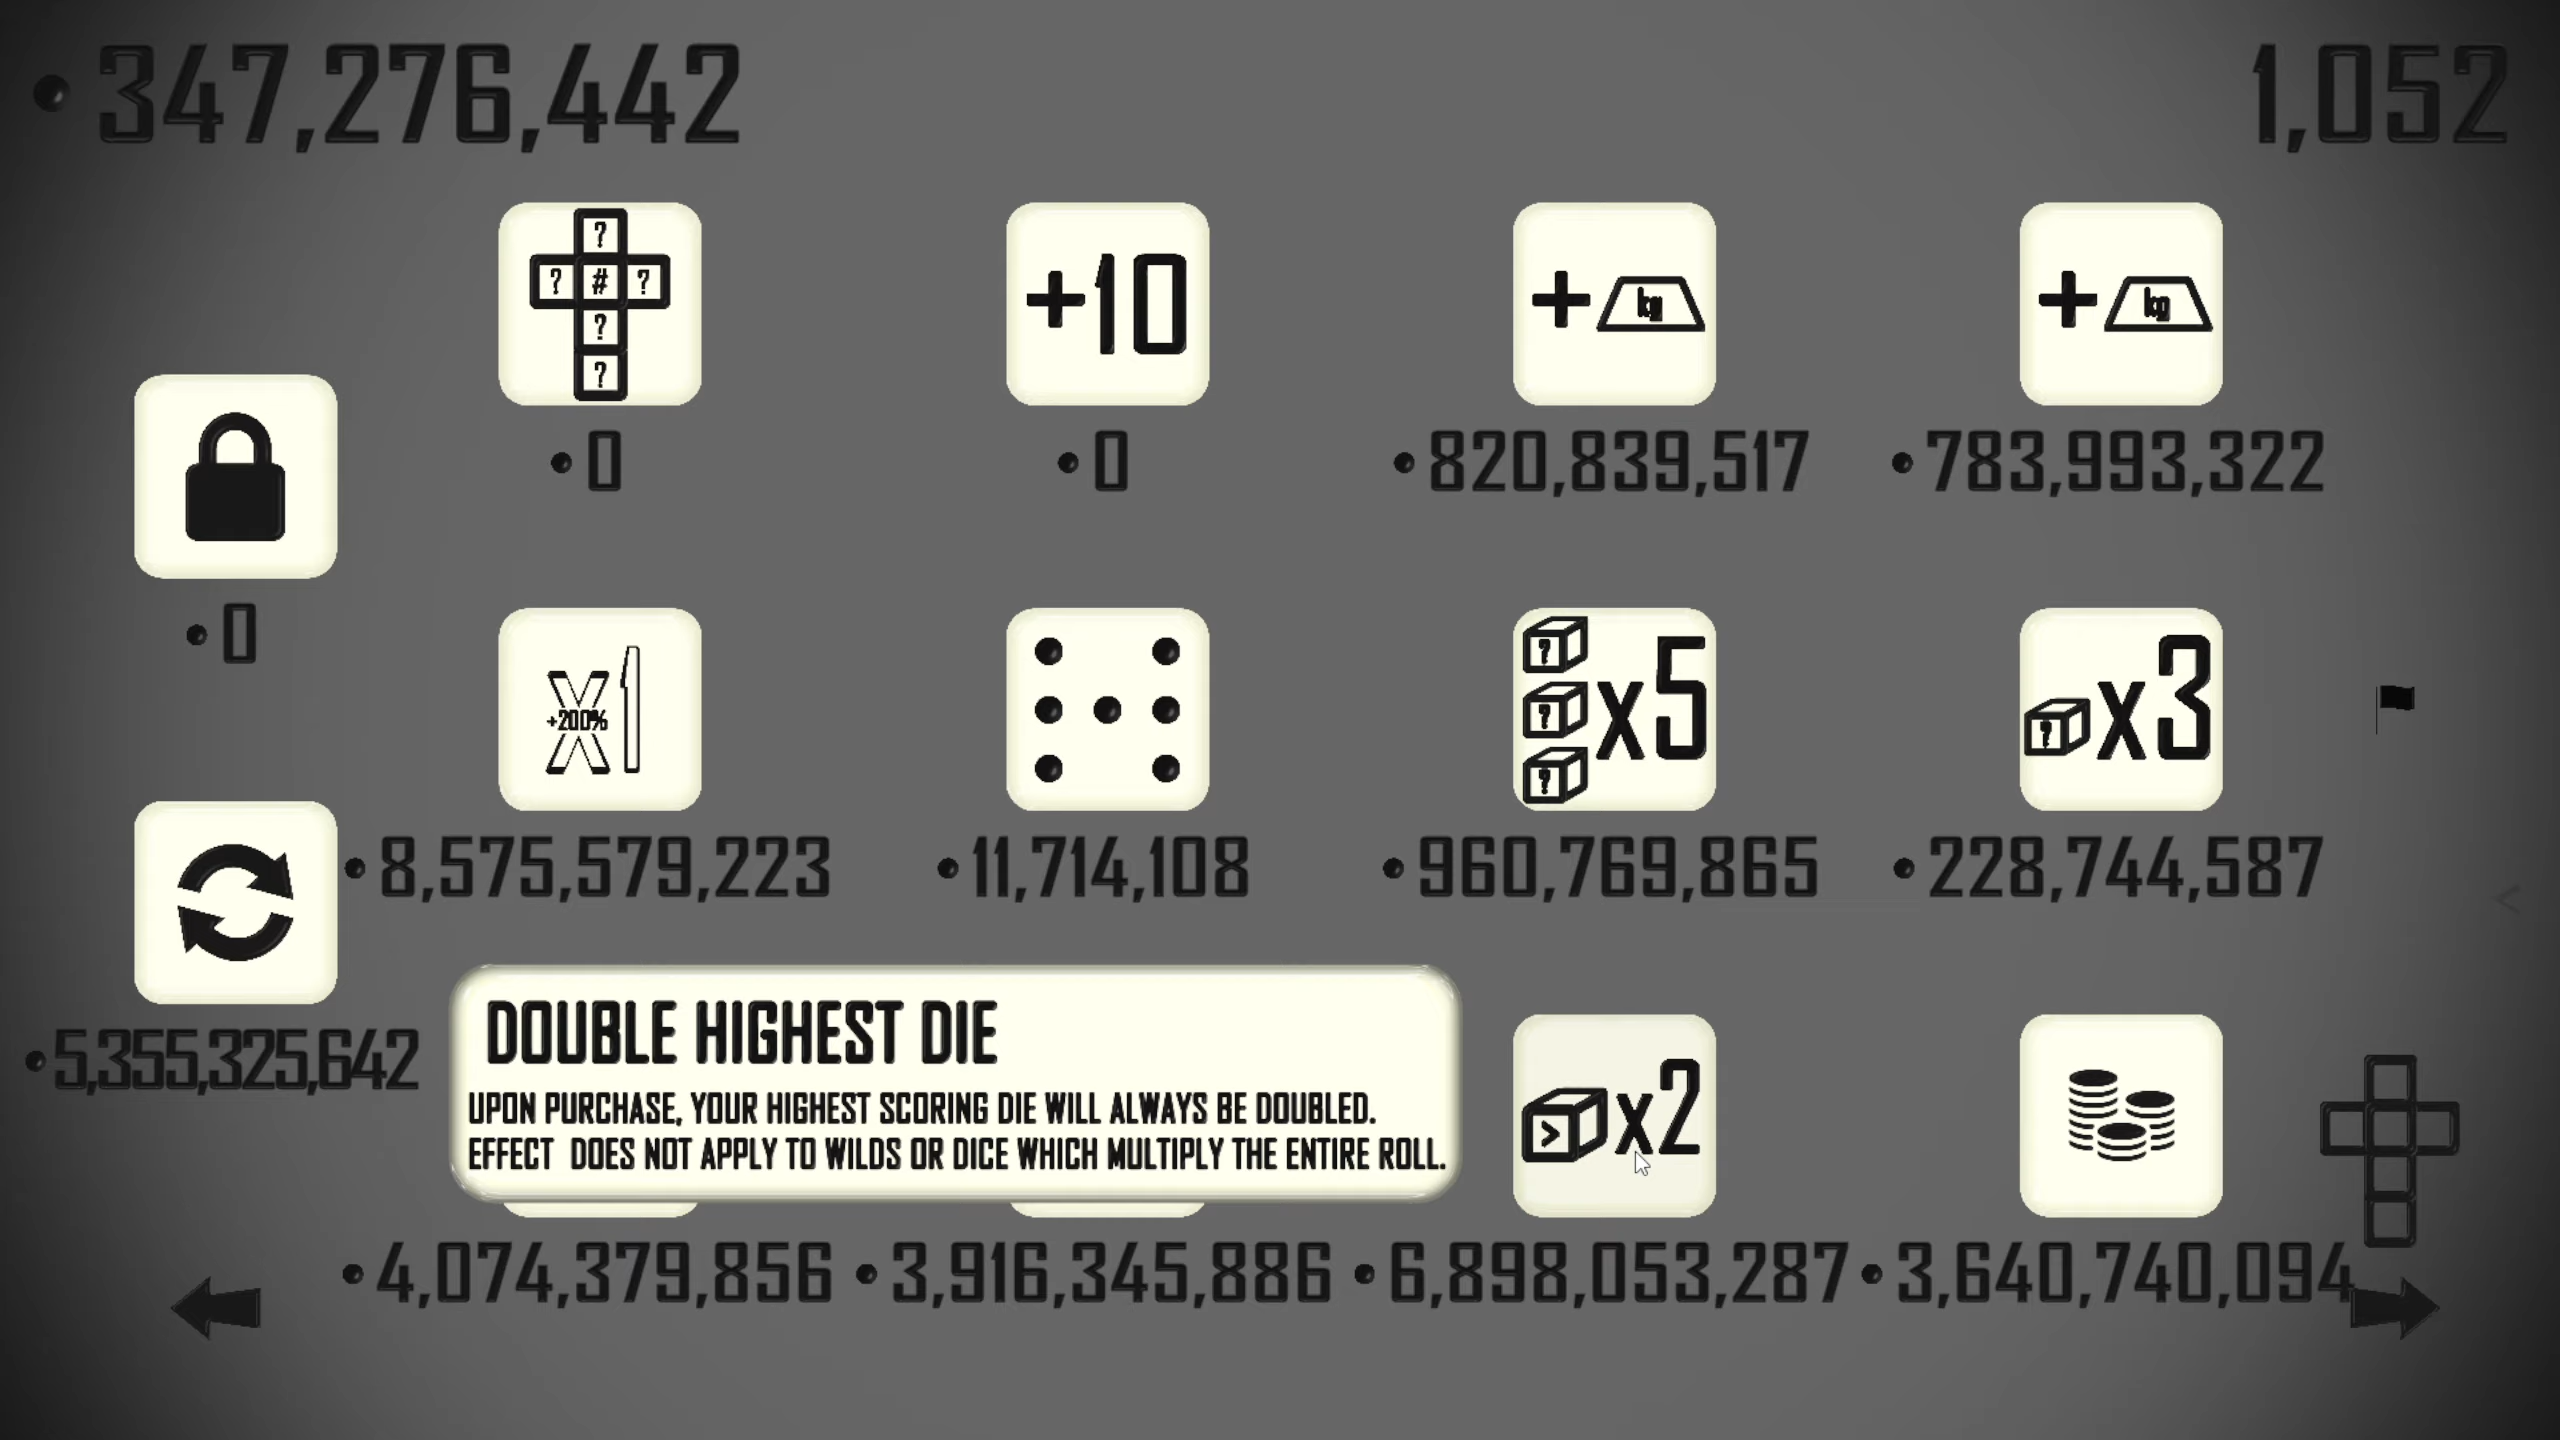 347,276,442
1,052
?
? # ?
?
?
+10
+ kg
+ kg
0
0
820,839,517
783,993,322
0
x1
+200%
?
?
?
x5
?
x3
8,575,579,223
11,714,108
960,769,865
228,744,587
DOUBLE HIGHEST DIE
UPON PURCHASE, YOUR HIGHEST SCORING DIE WILL ALWAYS BE DOUBLED.
EFFECT DOES NOT APPLY TO WILDS OR DICE WHICH MULTIPLY THE ENTIRE ROLL.
> x2
5,355,325,642
4,074,379,856
3,916,345,886
6,898,053,287
3,640,740,094